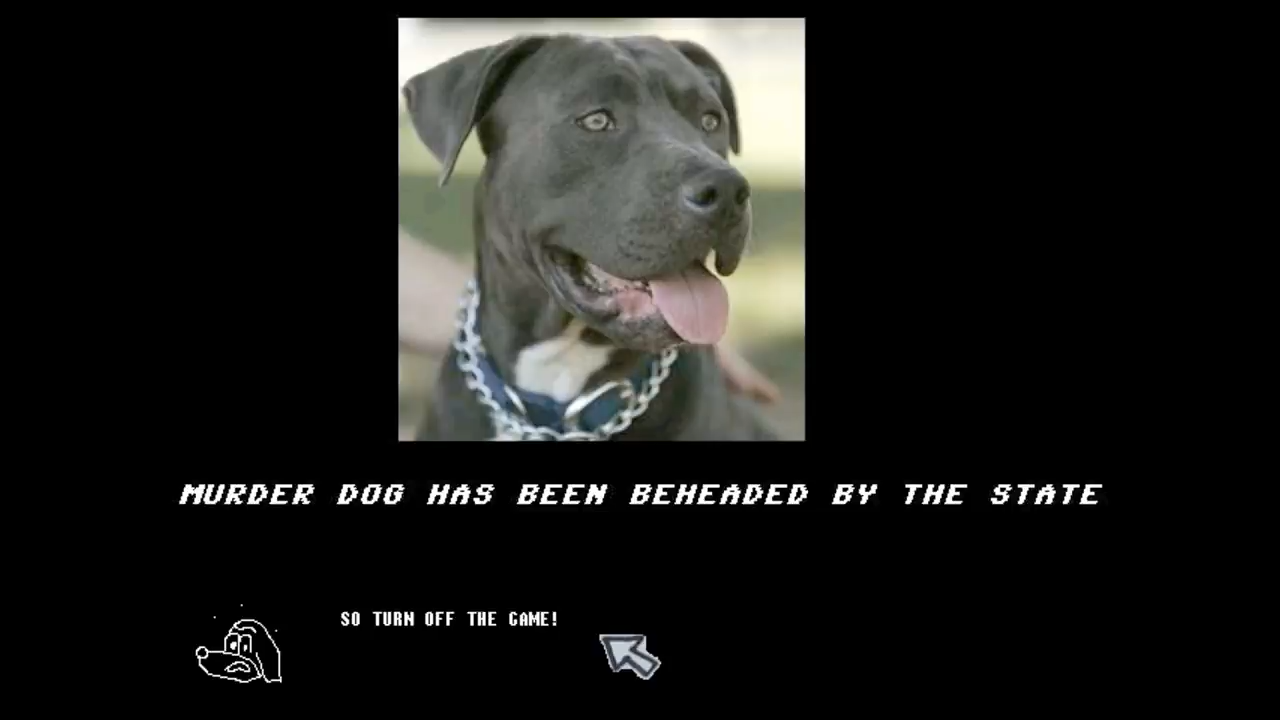 MURDER DOG HAS BEEN BEHEADED BY THE STATE
SO TURN OFF THE GAME!